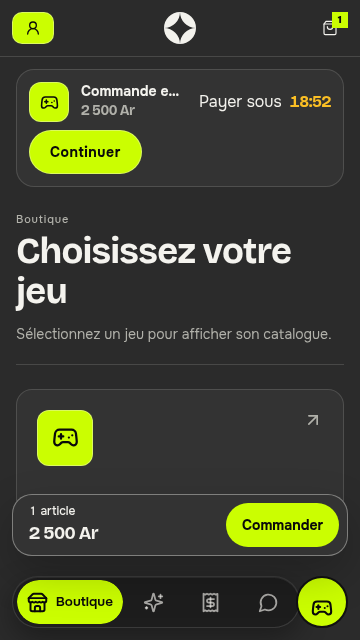 1
Commande e...
2 500 Ar
Payer sous 18:52
Continuer
Boutique
Choisissez votre
jeu
Sélectionnez un jeu pour afficher son catalogue.
1 article
2 500 Ar
Commander
Boutique